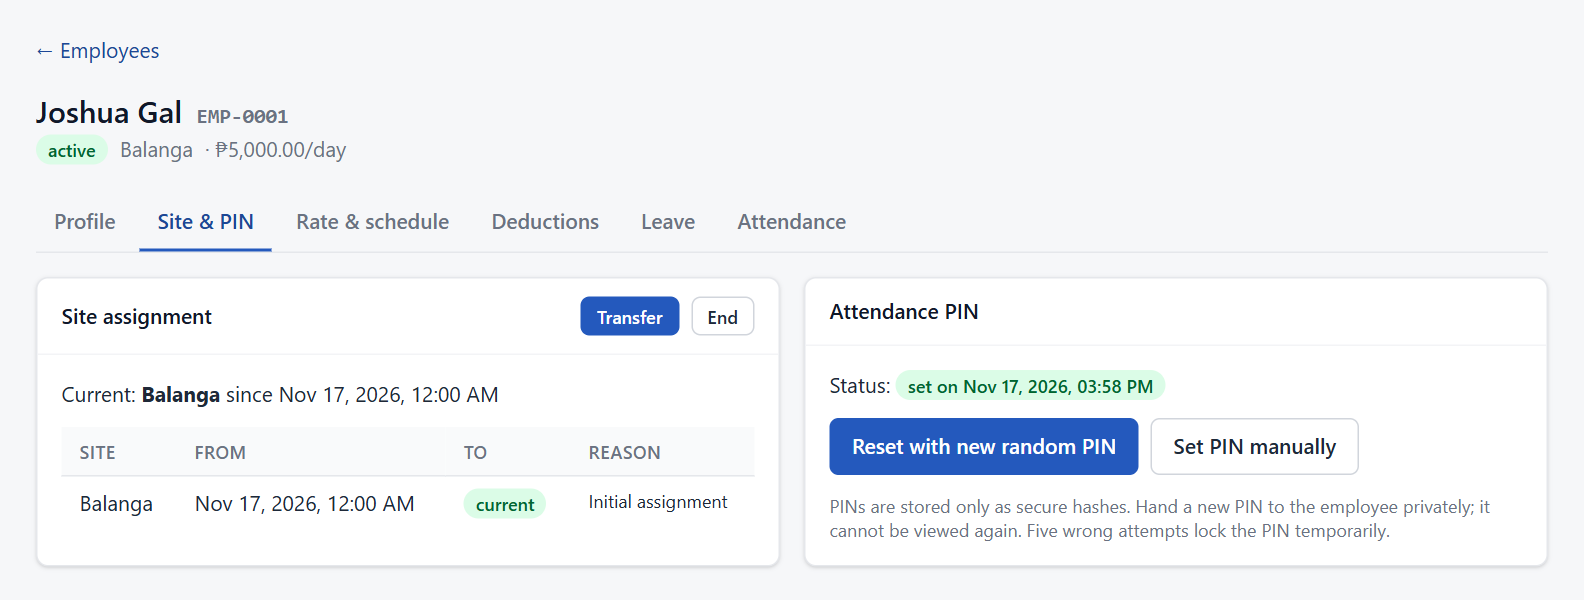 ← Employees
Joshua Gal EMP-0001
active Balanga · ₱5,000.00/day
Profile Site & PIN Rate & schedule Deductions Leave Attendance
Site assignment Transfer End
Current: Balanga since Nov 17, 2026, 12:00 AM
SITE FROM TO REASON
Balanga Nov 17, 2026, 12:00 AM current Initial assignment
Attendance PIN
Status: set on Nov 17, 2026, 03:58 PM
Reset with new random PIN Set PIN manually
PINs are stored only as secure hashes. Hand a new PIN to the employee privately; it
cannot be viewed again. Five wrong attempts lock the PIN temporarily.